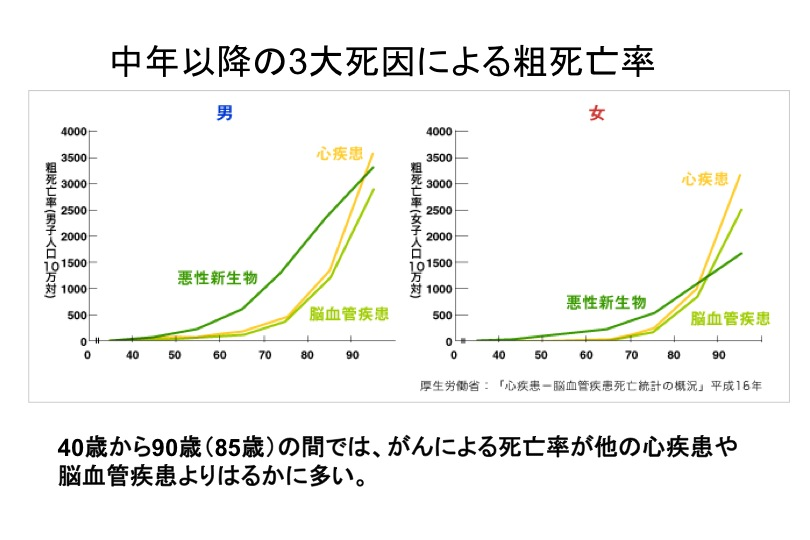 中年以降の3大死因による粗死亡率
男
4000
3500
3000
2500
2000
1500
1000
500
0
粗死亡率(男子人口10万対)
心疾患
悪性新生物
脳血管疾患
0 40 50 60 70 80 90
女
4000
3500
3000
2500
2000
1500
1000
500
0
粗死亡率(女子人口10万対)
心疾患
悪性新生物
脳血管疾患
0 40 50 60 70 80 90
厚生労働省：「心疾患－脳血管疾患死亡統計の概況」平成16年
40歳から90歳（85歳）の間では、がんによる死亡率が他の心疾患や
脳血管疾患よりはるかに多い。